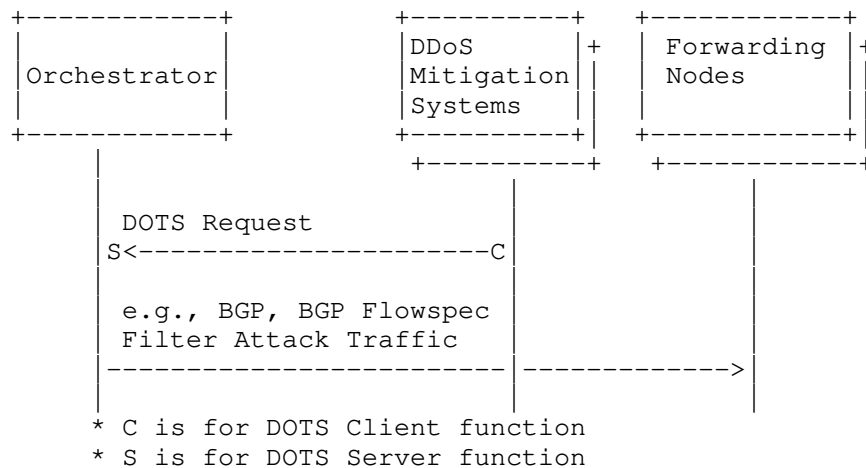 DDoS
Orchestrator Mitigation Systems Forwarding Nodes
DOTS Request
S<----------------------C
e.g., BGP, BGP Flowspec
Filter Attack Traffic
* C is for DOTS Client function
* S is for DOTS Server function